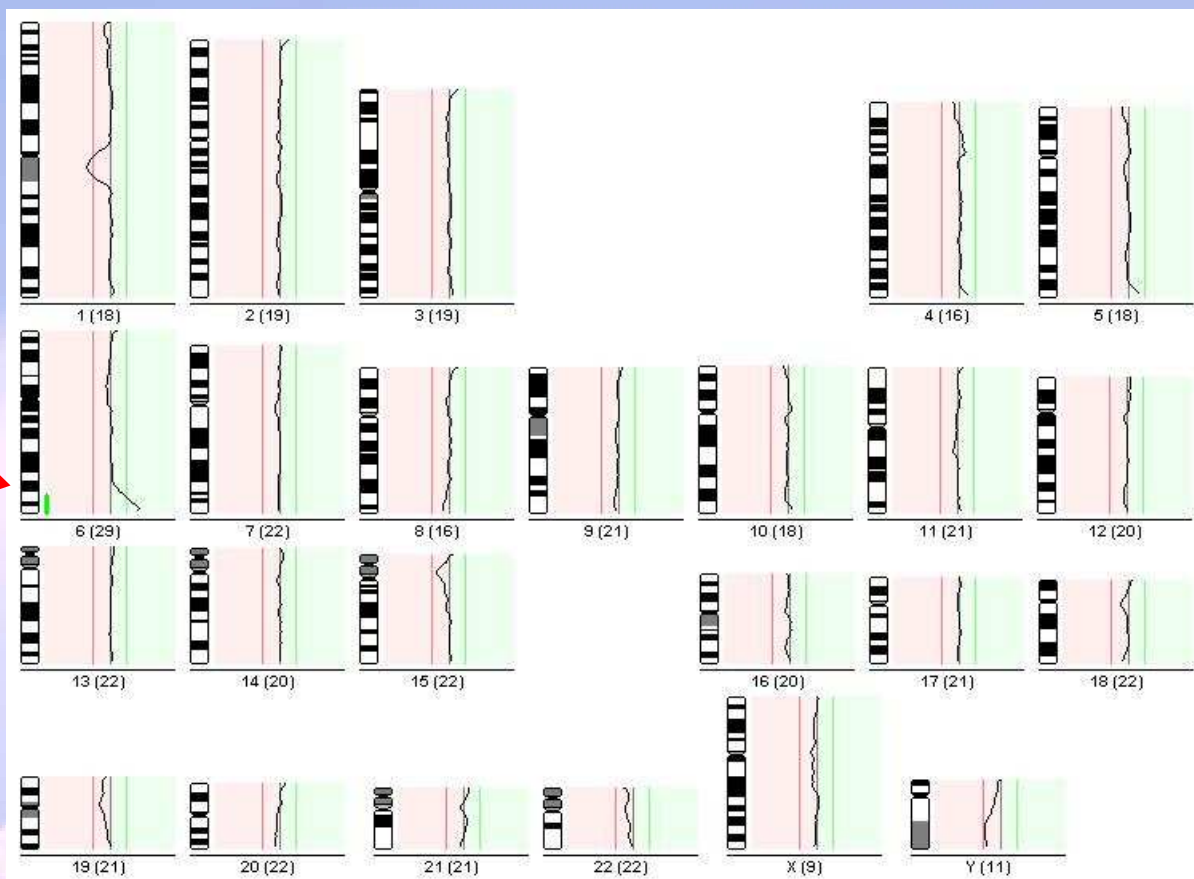 1 (18) 2 (19) 3 (19) 4 (16) 5 (18)
6 (29) 7 (22) 8 (16) 9 (21) 10 (18) 11 (21) 12 (20)
13 (22) 14 (20) 15 (22) 16 (20) 17 (21) 18 (22)
19 (21) 20 (22) 21 (21) 22 (22) X (9) Y (11)